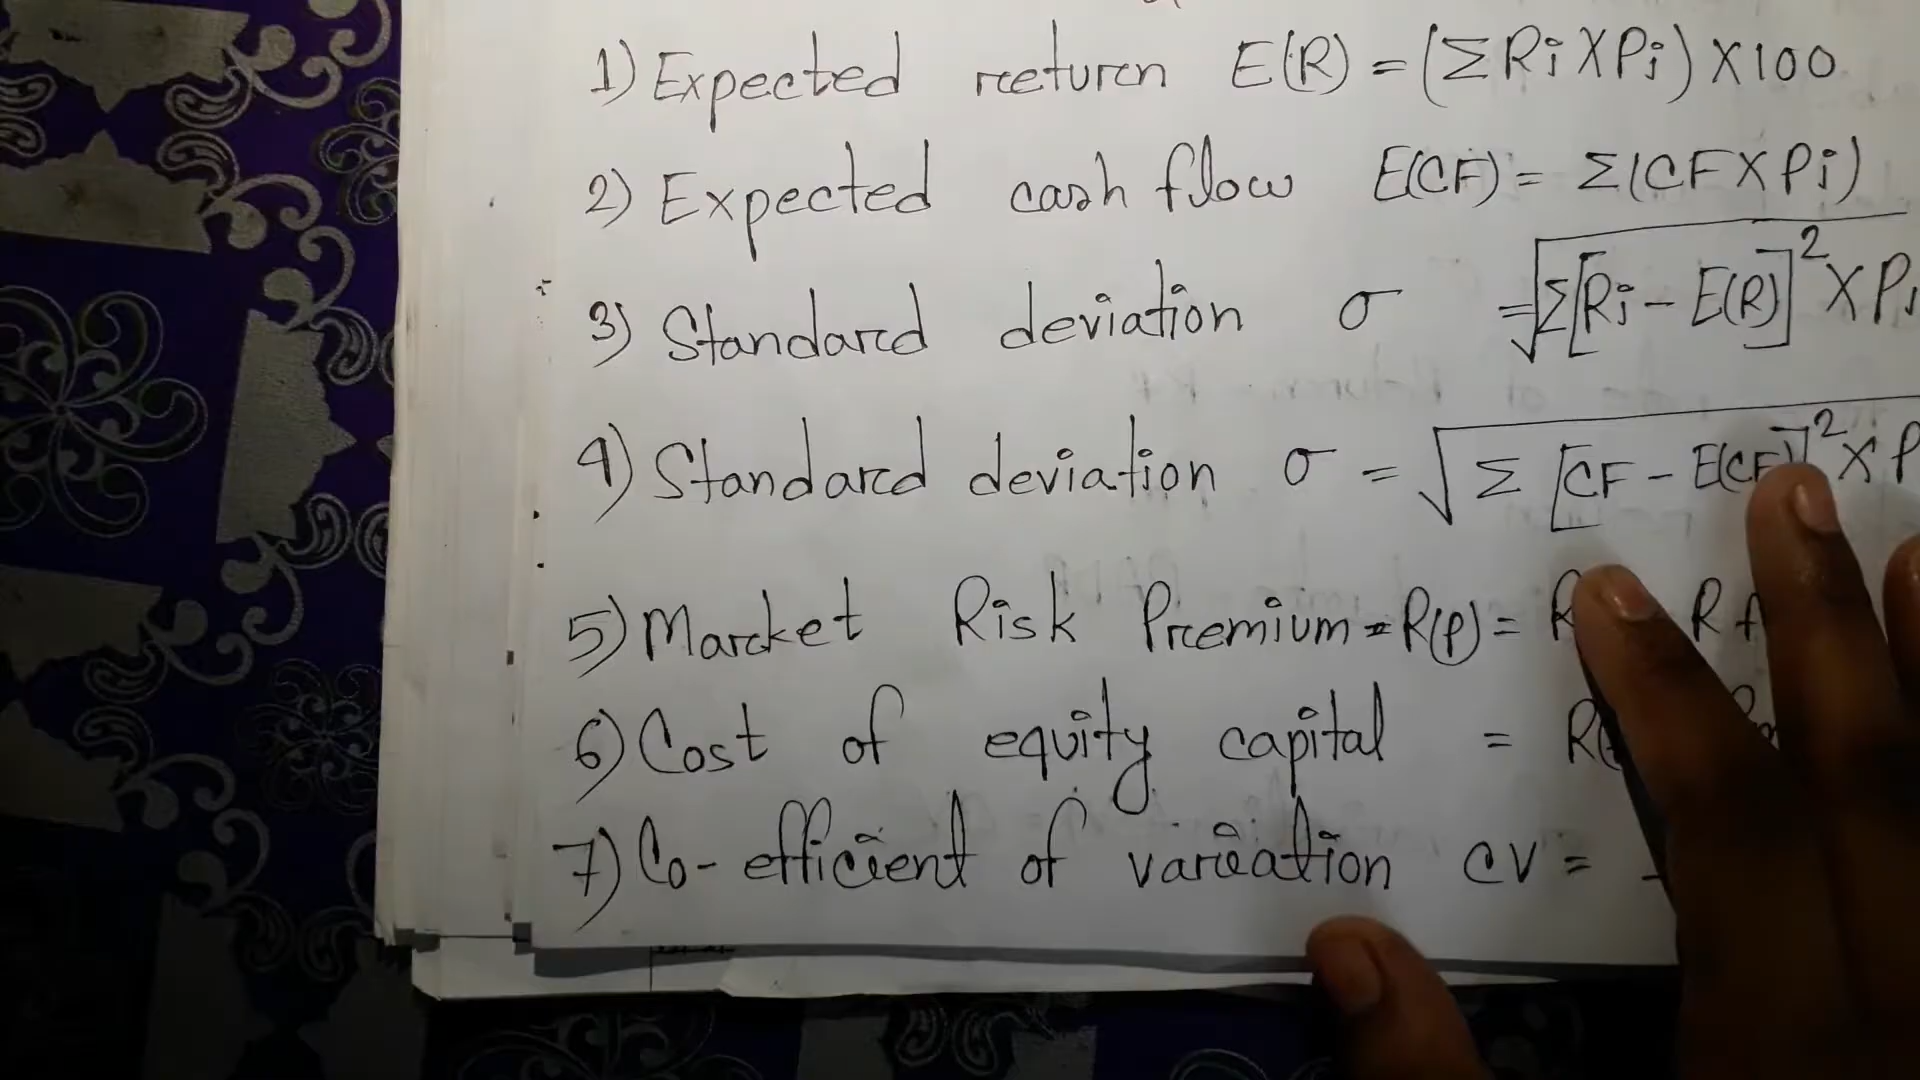 1) Expected return E(R) = (ΣRi X Pi) X 100
2) Expected cash flow E(CF) = Σ(CF X Pi)
3) Standard deviation σ = √Σ[Ri - E(R)]² X Pi
4) Standard deviation σ = √Σ [CF - E(CF)]² X P
5) Market Risk Premium = R(P) = R
6) Cost of equity capital = R
7) Co-efficient of variation CV =